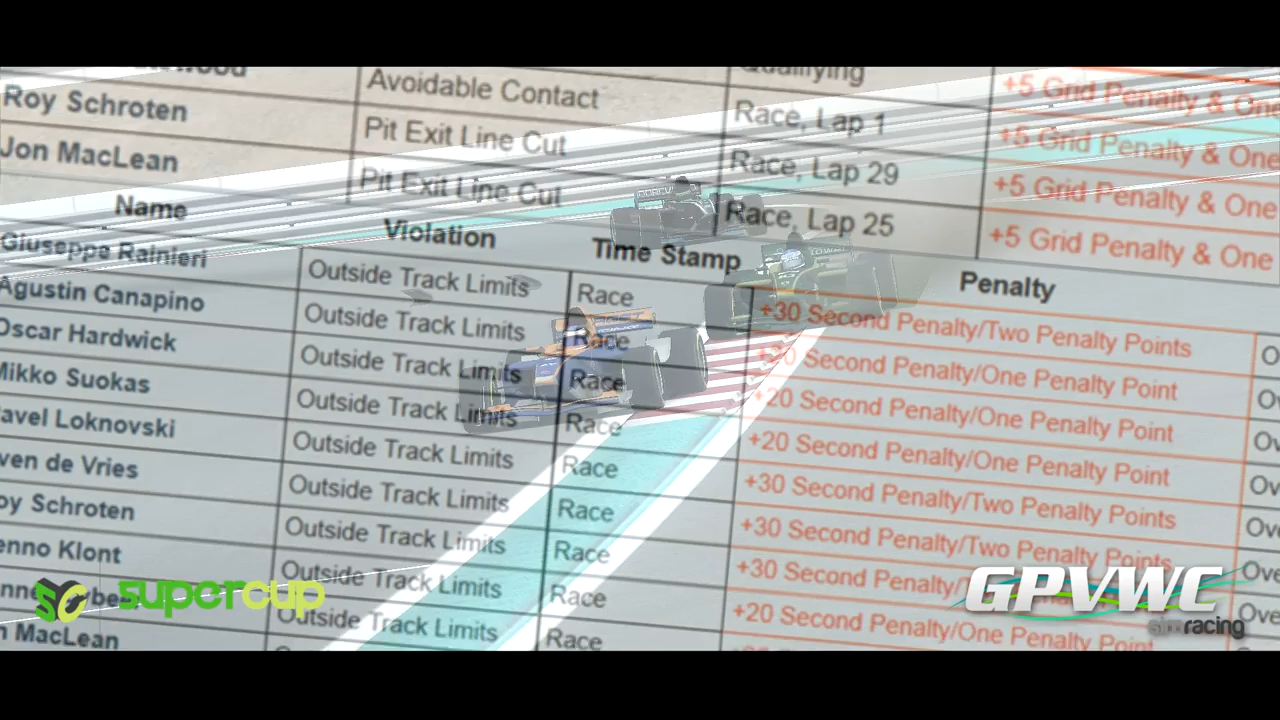 Qualifying +5 Grid Penalty & One
Avoidable Contact Race, Lap 1 +5 Grid Penalty & One
Roy Schroten Pit Exit Line Cut Race, Lap 29 +5 Grid Penalty & One
Jon MacLean Pit Exit Line Cut Race, Lap 25 +5 Grid Penalty & One
Name Violation Time Stamp Penalty
Giuseppe Rainieri Outside Track Limits Race +30 Second Penalty/Two Penalty Points
Agustin Canapino Outside Track Limits Race +30 Second Penalty/One Penalty Point
Oscar Hardwick Outside Track Limits Race +20 Second Penalty/One Penalty Point
Mikko Suokas Outside Track Limits Race +20 Second Penalty/One Penalty Point
avel Loknovski Outside Track Limits Race +30 Second Penalty/Two Penalty Points
ven de Vries Outside Track Limits Race +30 Second Penalty/Two Penalty Points
oy Schroten Outside Track Limits Race +30 Second Penalty/
enno Klont Outside Track Limits Race +20 Second Penalty/One Penalty Point
Outside Track Limits Race
MacLean
SC supercup
GPVWC
simracing